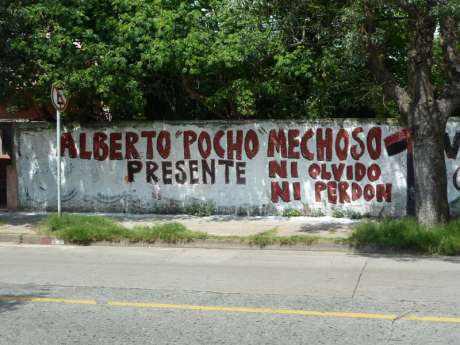 ALBERTO "POCHO" MECHOSO
PRESENTE NI OLVIDO
NI PERDON